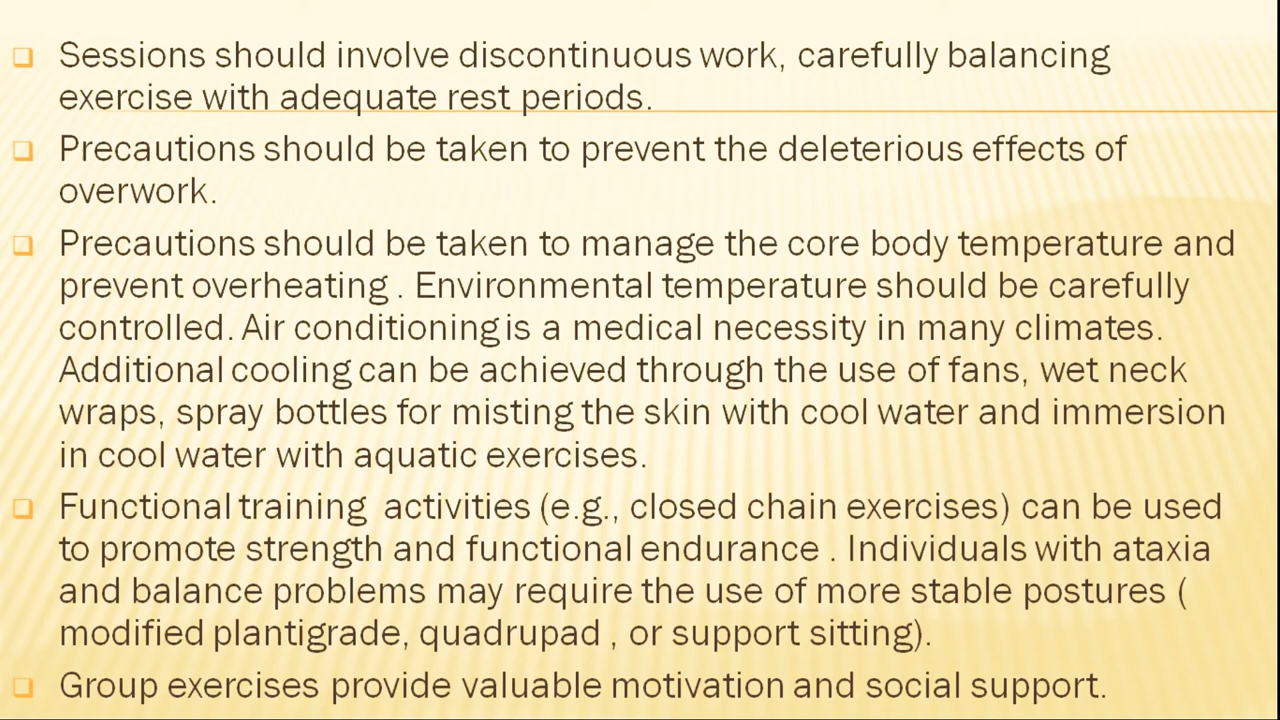 Sessions should involve discontinuous work, carefully balancing
exercise with adequate rest periods.
Precautions should be taken to prevent the deleterious effects of
overwork.
Precautions should be taken to manage the core body temperature and
prevent overheating . Environmental temperature should be carefully
controlled. Air conditioning is a medical necessity in many climates.
Additional cooling can be achieved through the use of fans, wet neck
wraps, spray bottles for misting the skin with cool water and immersion
in cool water with aquatic exercises.
Functional training  activities (e.g., closed chain exercises) can be used
to promote strength and functional endurance . Individuals with ataxia
and balance problems may require the use of more stable postures (
modified plantigrade, quadrupad , or support sitting).
Group exercises provide valuable motivation and social support.